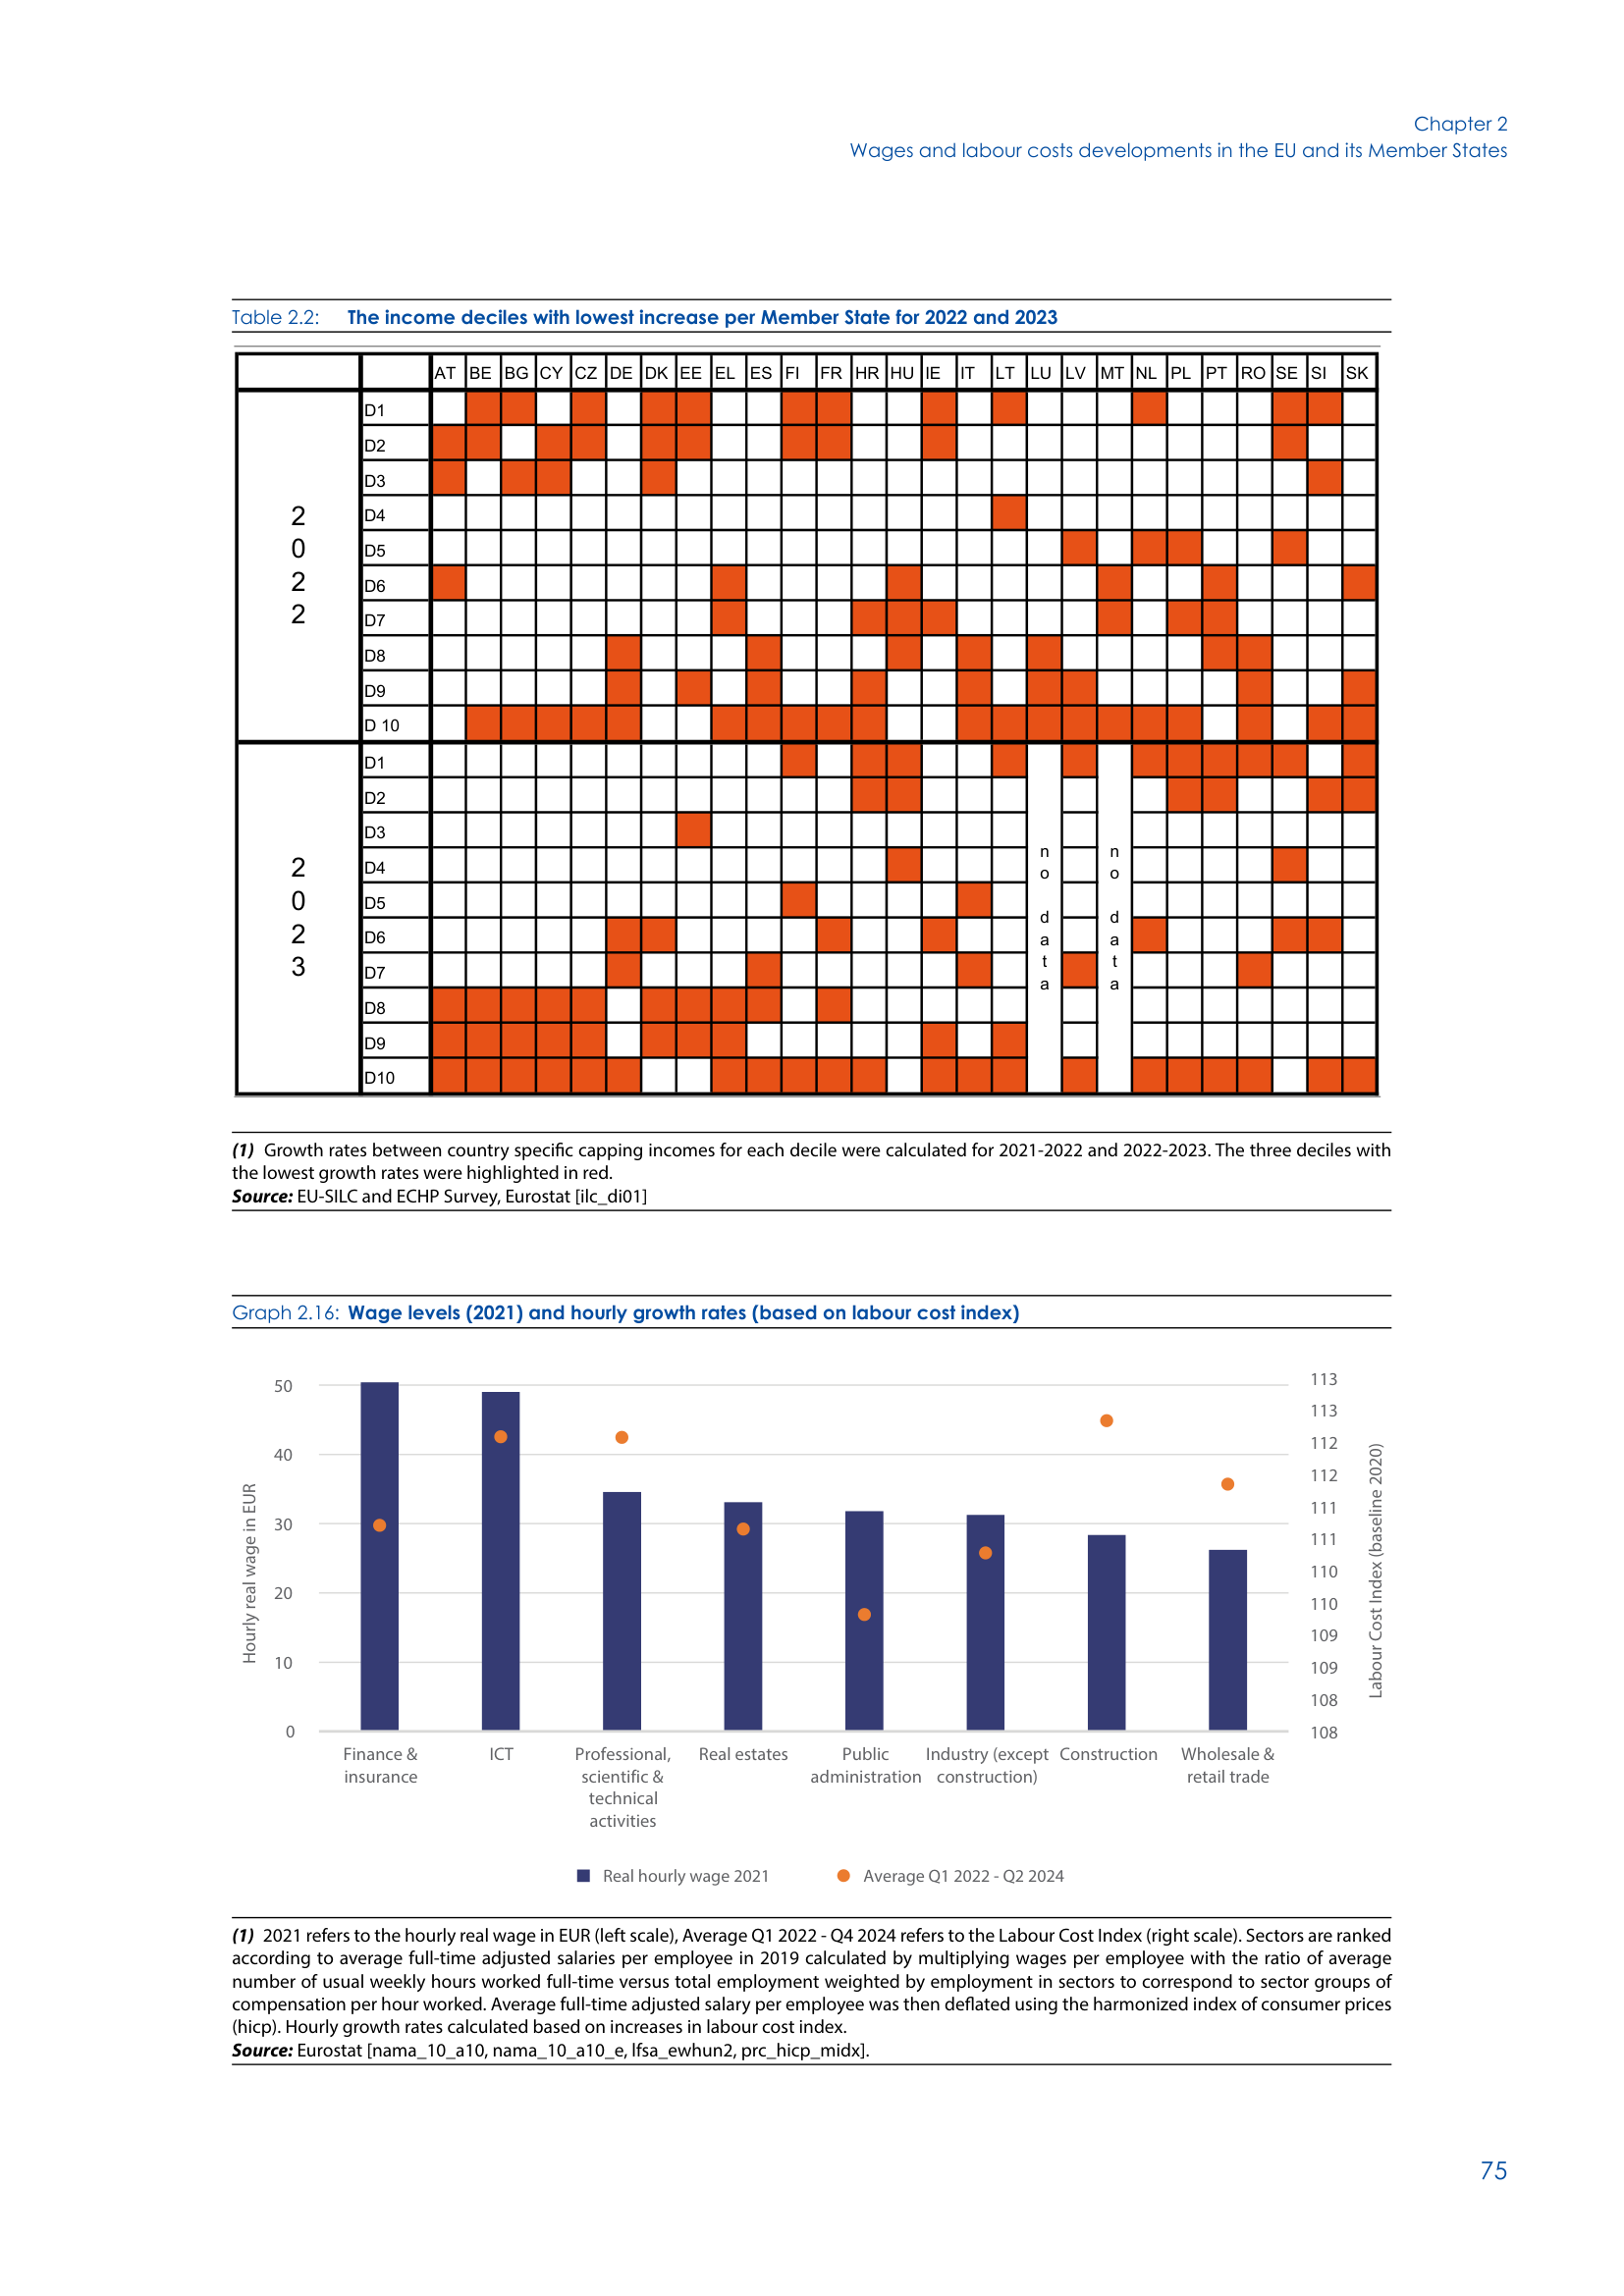 Chapter 2
Wages and labour costs developments in the EU and its Member States
Table 2.2: The income deciles with lowest increase per Member State for 2022 and 2023
AT BE BG CY CZ DE DK EE EL ES FI FR HR HU IE IT LT LU LV MT NL PL PT RO SE SI SK
2
0
2
2
D1
D2
D3
D4
D5
D6
D7
D8
D9
D 10
2
0
2
3
D1
D2
D3
D4
D5
D6
D7
D8
D9
D10
n
o
d
a
t
a
n
o
d
a
t
a
(1) Growth rates between country specific capping incomes for each decile were calculated for 2021-2022 and 2022-2023. The three deciles with
the lowest growth rates were highlighted in red.
Source: EU-SILC and ECHP Survey, Eurostat [ilc_di01]
Graph 2.16: Wage levels (2021) and hourly growth rates (based on labour cost index)
Hourly real wage in EUR
50
40
30
20
10
0
113
113
112
112
111
111
110
110
109
109
108
108
Labour Cost Index (baseline 2020)
Finance &
insurance
ICT
Professional,
scientific &
technical
activities
Real estates
Public
administration
Industry (except
construction)
Construction
Wholesale &
retail trade
Real hourly wage 2021
Average Q1 2022 - Q2 2024
(1) 2021 refers to the hourly real wage in EUR (left scale), Average Q1 2022 - Q4 2024 refers to the Labour Cost Index (right scale). Sectors are ranked
according to average full-time adjusted salaries per employee in 2019 calculated by multiplying wages per employee with the ratio of average
number of usual weekly hours worked full-time versus total employment weighted by employment in sectors to correspond to sector groups of
compensation per hour worked. Average full-time adjusted salary per employee was then deflated using the harmonized index of consumer prices
(hicp). Hourly growth rates calculated based on increases in labour cost index.
Source: Eurostat [nama_10_a10, nama_10_a10_e, lfsa_ewhun2, prc_hicp_midx].
75